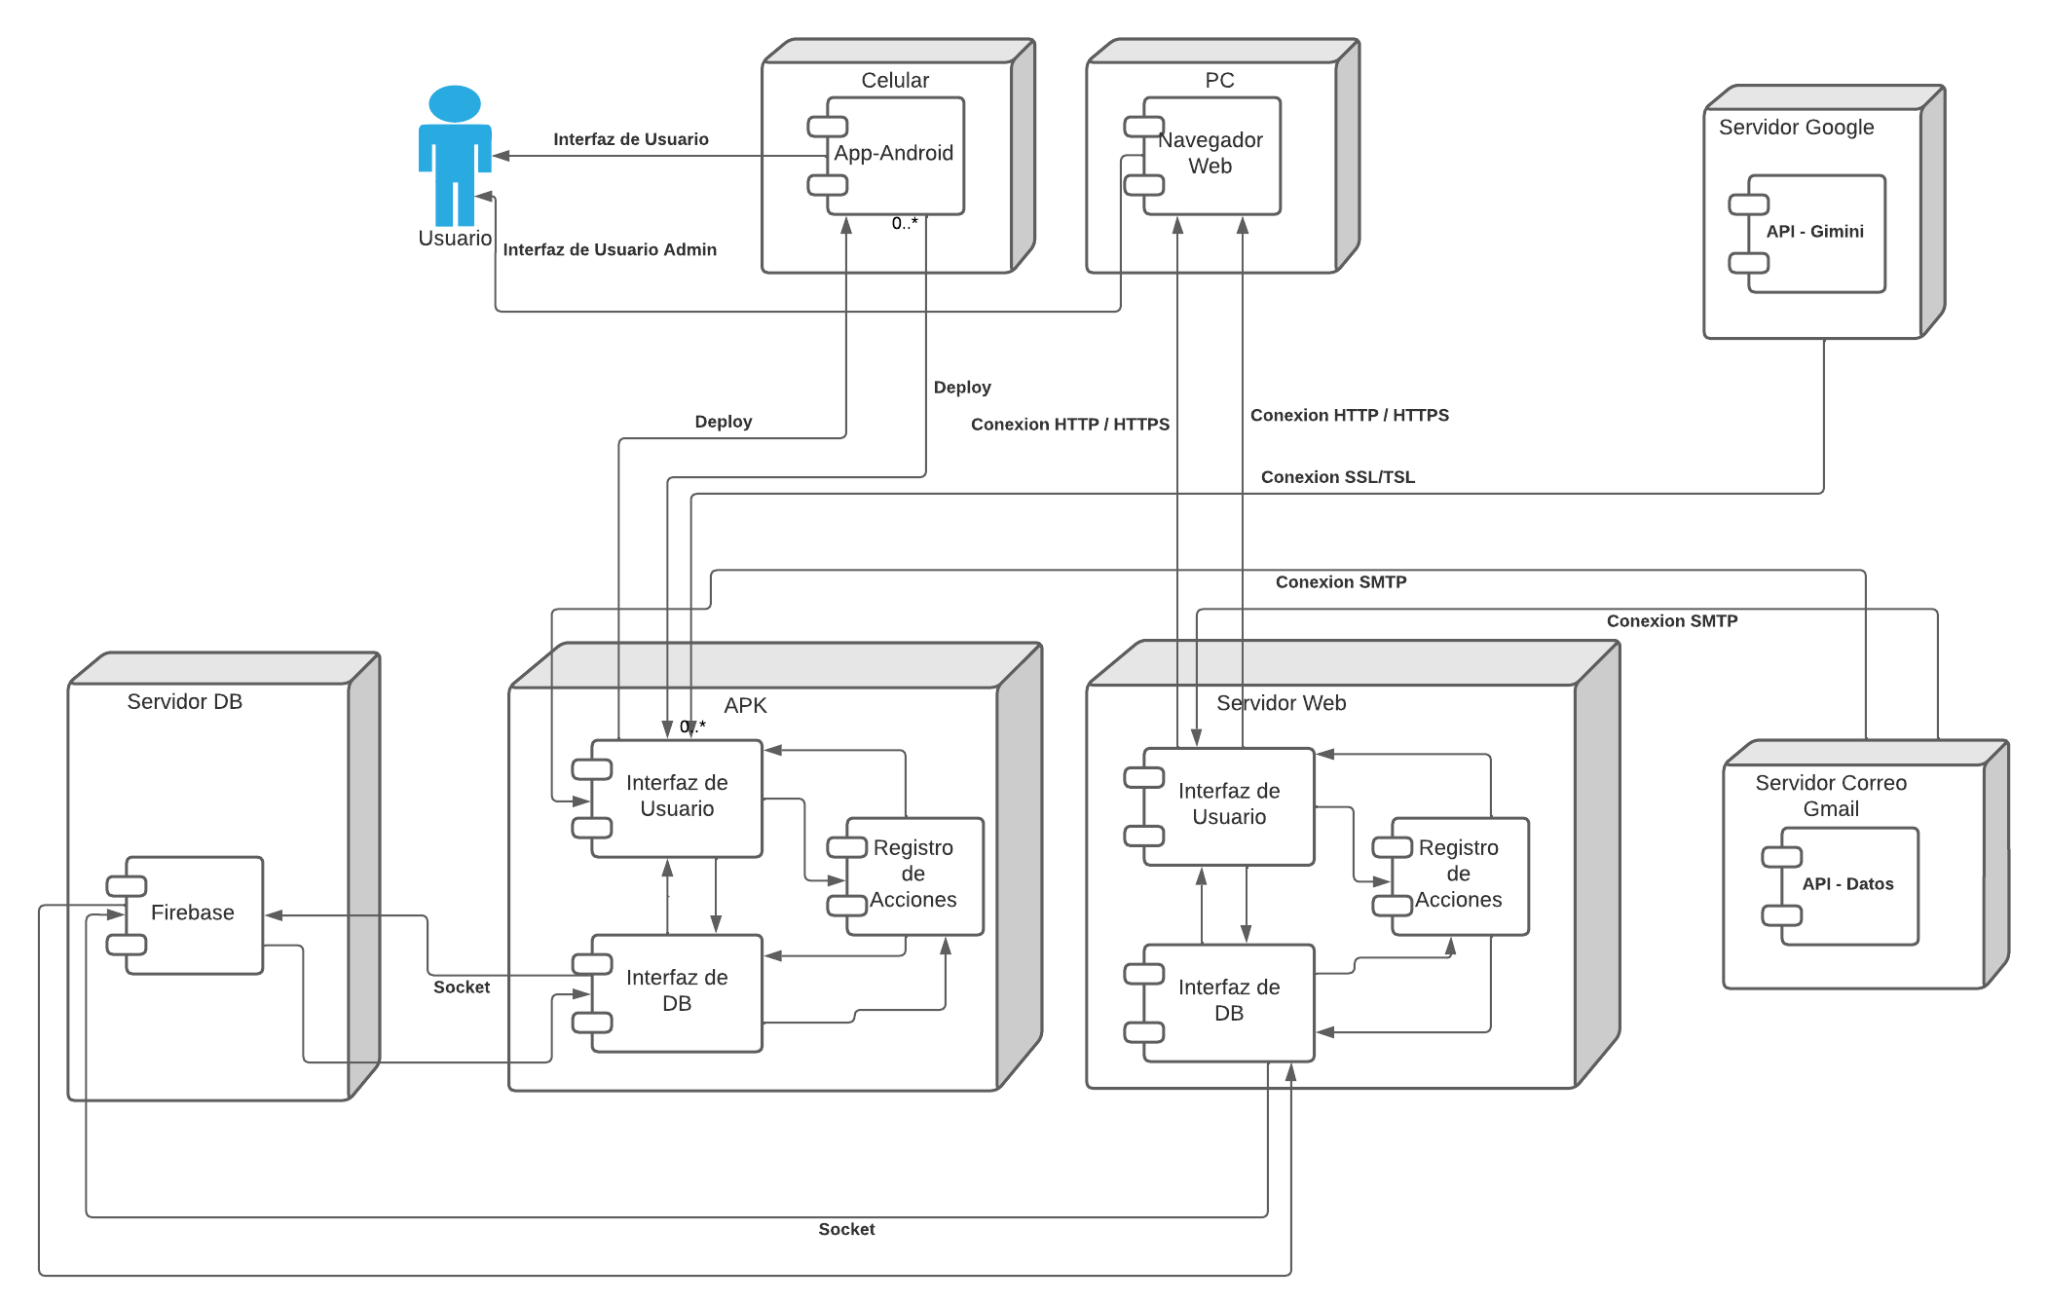 Celular
PC
Servidor Google
App-Android
Navegador
Web
Interfaz de Usuario
API - Gimini
0..*
Usuario
Interfaz de Usuario Admin
Deploy
Deploy
Conexion HTTP / HTTPS
Conexion HTTP / HTTPS
Conexion SSL/TSL
Conexion SMTP
Conexion SMTP
Servidor DB
APK
Servidor Web
0..*
Servidor Correo
Gmail
Interfaz de
Usuario
Registro
de
Acciones
Interfaz de
Usuario
Registro
de
Acciones
API - Datos
Firebase
Socket
Interfaz de
DB
Interfaz de
DB
Socket